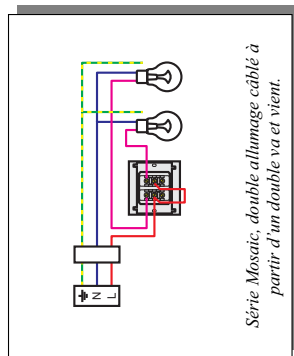 N
L
Série Mosaic, double allumage câblé à
partir d'un double va et vient.